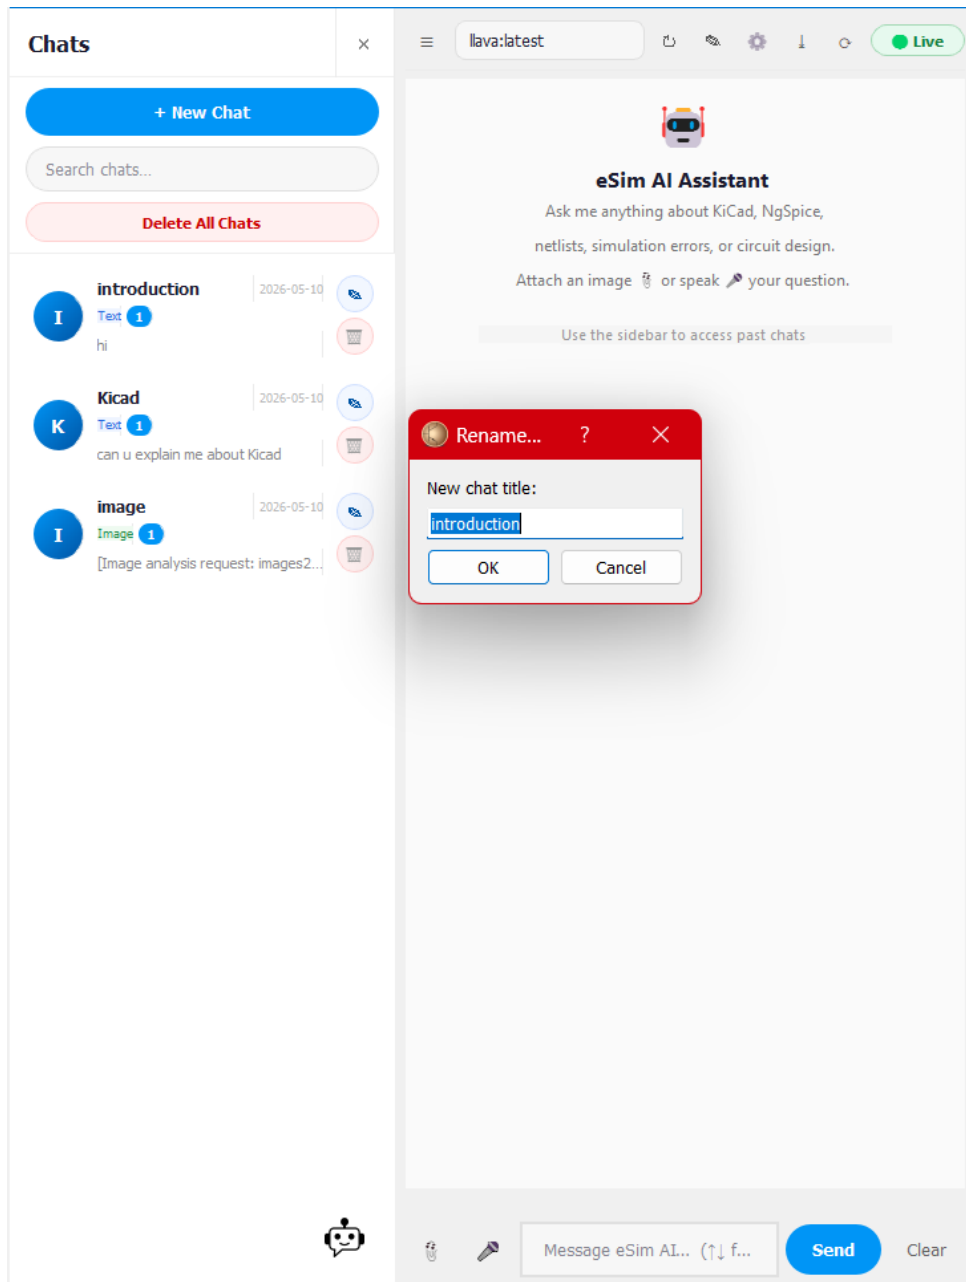 Chats
+ New Chat
Search chats...
Delete All Chats
I
introduction
2026-05-10
Text 1
hi
K
Kicad
2026-05-10
Text 1
can u explain me about Kicad
I
image
2026-05-10
Image 1
[Image analysis request: images2...
llava:latest
Live
eSim AI Assistant
Ask me anything about KiCad, NgSpice,
netlists, simulation errors, or circuit design.
Attach an image or speak your question.
Use the sidebar to access past chats
Rename... ?
New chat title:
introduction
OK Cancel
Message eSim AI... (↑↓ f...
Send
Clear